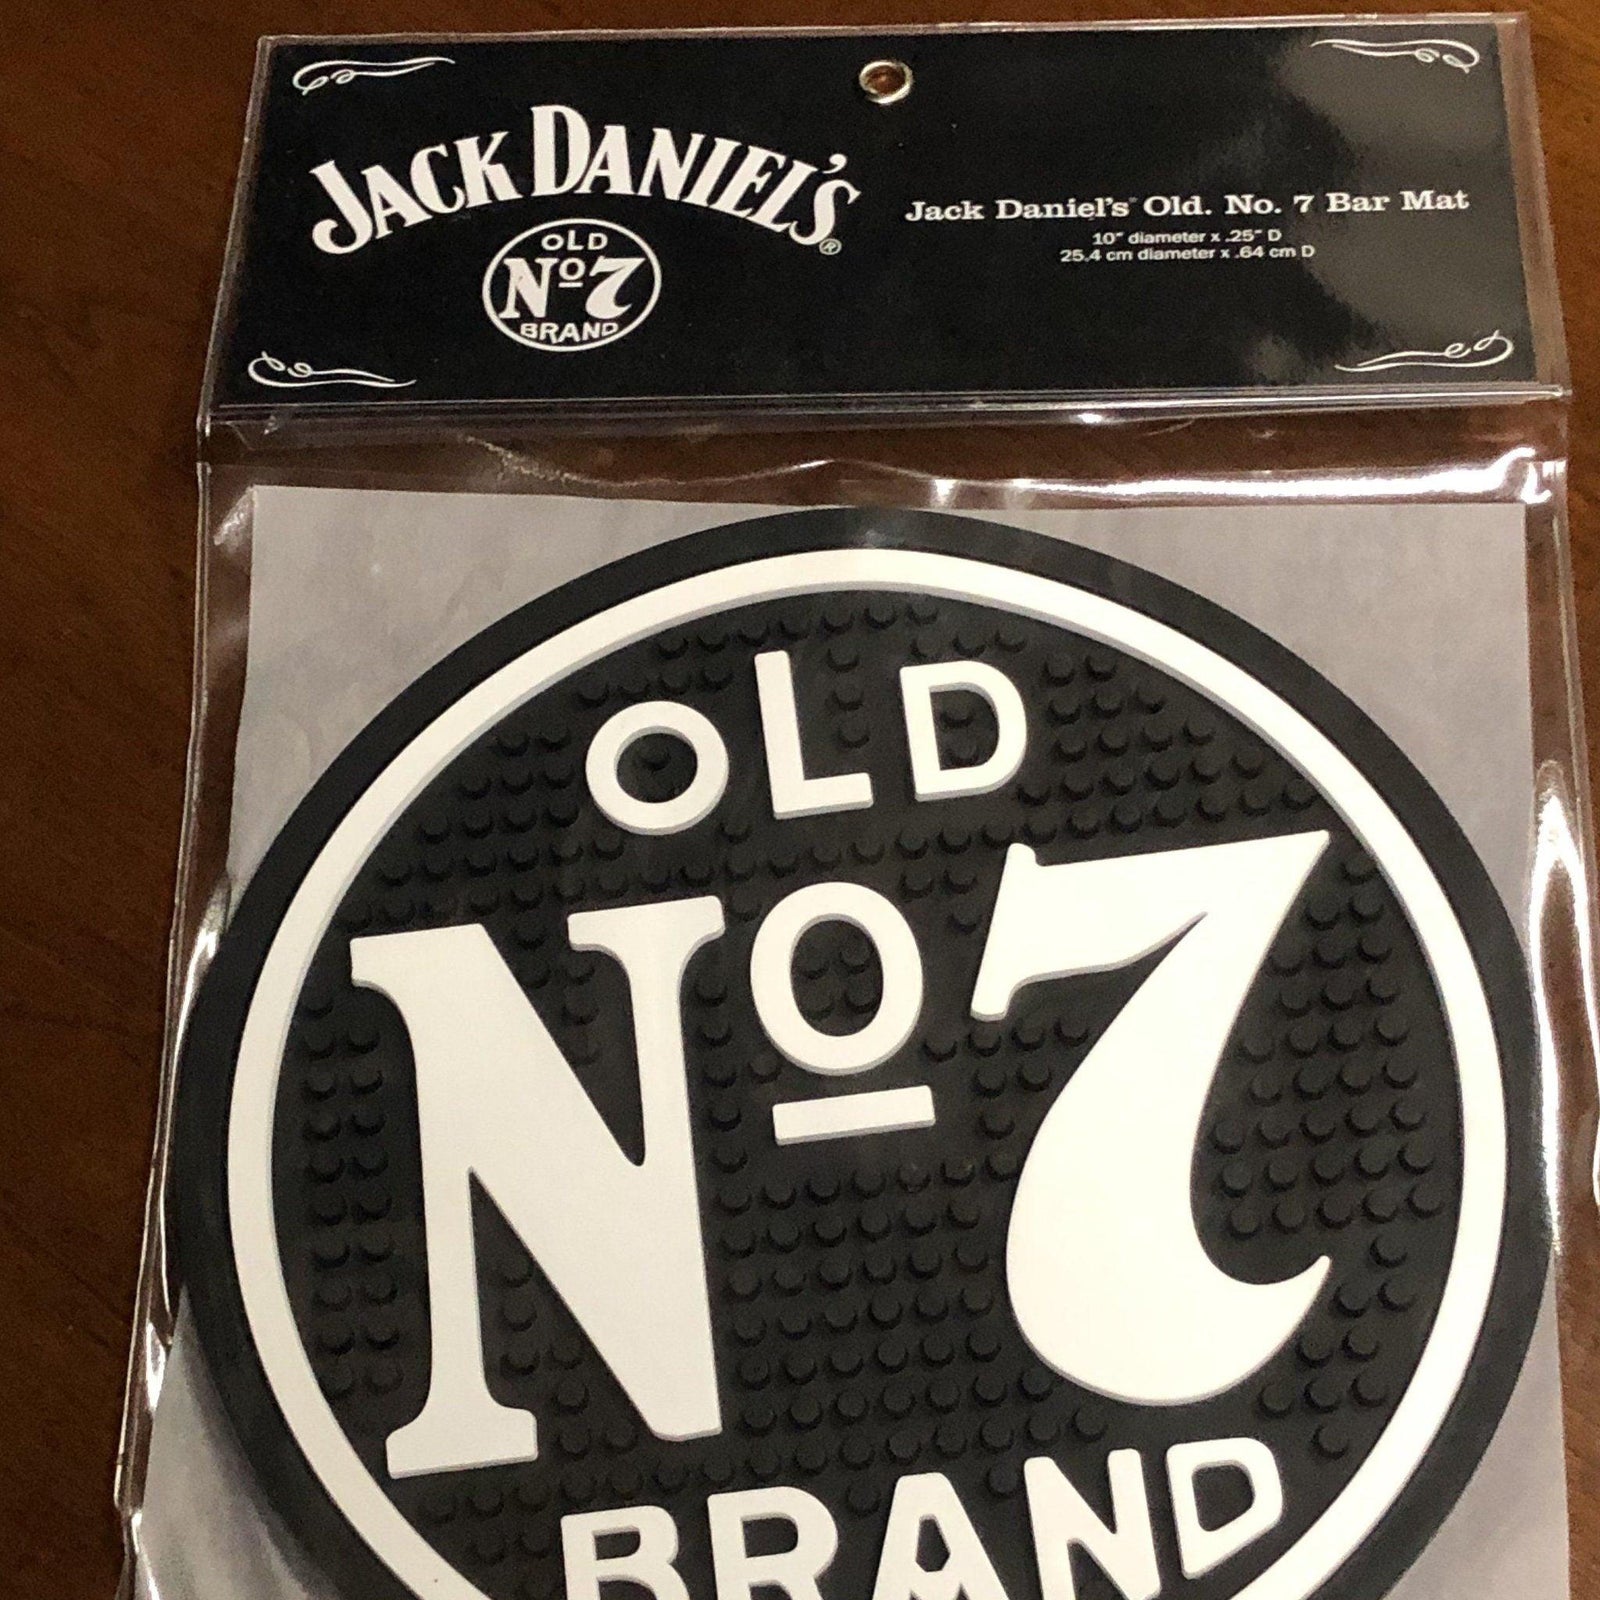 JACK DANIEL'S®
OLD
Nº7
BRAND
Jack Daniel's® Old. No. 7 Bar Mat
10" diameter x .25" D
25.4 cm diameter x .64 cm D
OLD
Nº7
BRAND